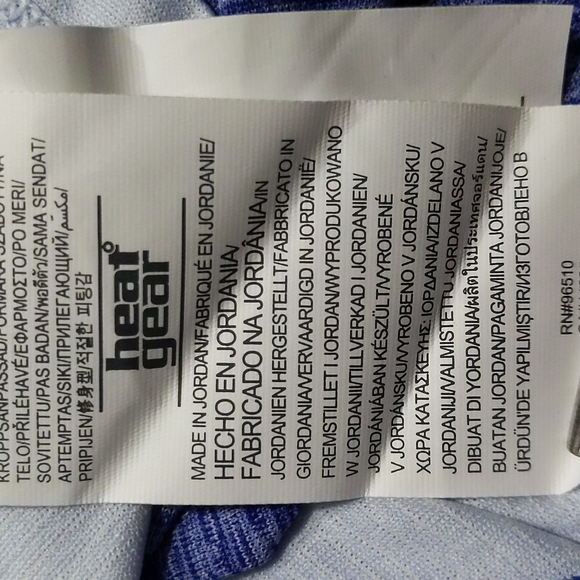 KROPPSANPASSAD/FORMÁRA SZABOTT/NA
TELO/PŘILÉHAVÉ/ΕΦΑΡΜΟΣΤΟ/PO MERI/
SOVITETTU/PAS BADAN/พอดีตัว/SAMA SENDAT/
APTEMPTAS/SIKI/ПРИЛЕГАЮЩИЙ/مكسّم/
PRIPIJEN/修身型/적절한 피팅감
heat
gear
MADE IN JORDAN/FABRIQUÉ EN JORDANIE/
HECHO EN JORDANIA/
FABRICADO NA JORDÂNIA/IN
JORDANIEN HERGESTELLT/FABBRICATO IN
GIORDANIA/VERVAARDIGD IN JORDANIË/
FREMSTILLET I JORDAN/WYPRODUKOWANO
W JORDANII/TILLVERKAD I JORDANIEN/
JORDÁNIÁBAN KÉSZÜLT/VYROBENÉ
V JORDÁNSKU/VYROBENO V JORDÁNSKU/
ΧΩΡΑ ΚΑΤΑΣΚΕΥΗΣ: ΙΟΡΔΑΝΙΑ/IZDELANO V
JORDANIJI/VALMISTETTU JORDANIASSA/
DIBUAT DI YORDANIA/ผลิตในประเทศจอร์แดน/
BUATAN JORDAN/PAGAMINTA JORDANIJOJE/
ÜRDÜN'DE YAPILMIŞTIR/ИЗГОТОВЛЕНО В
RN#96510